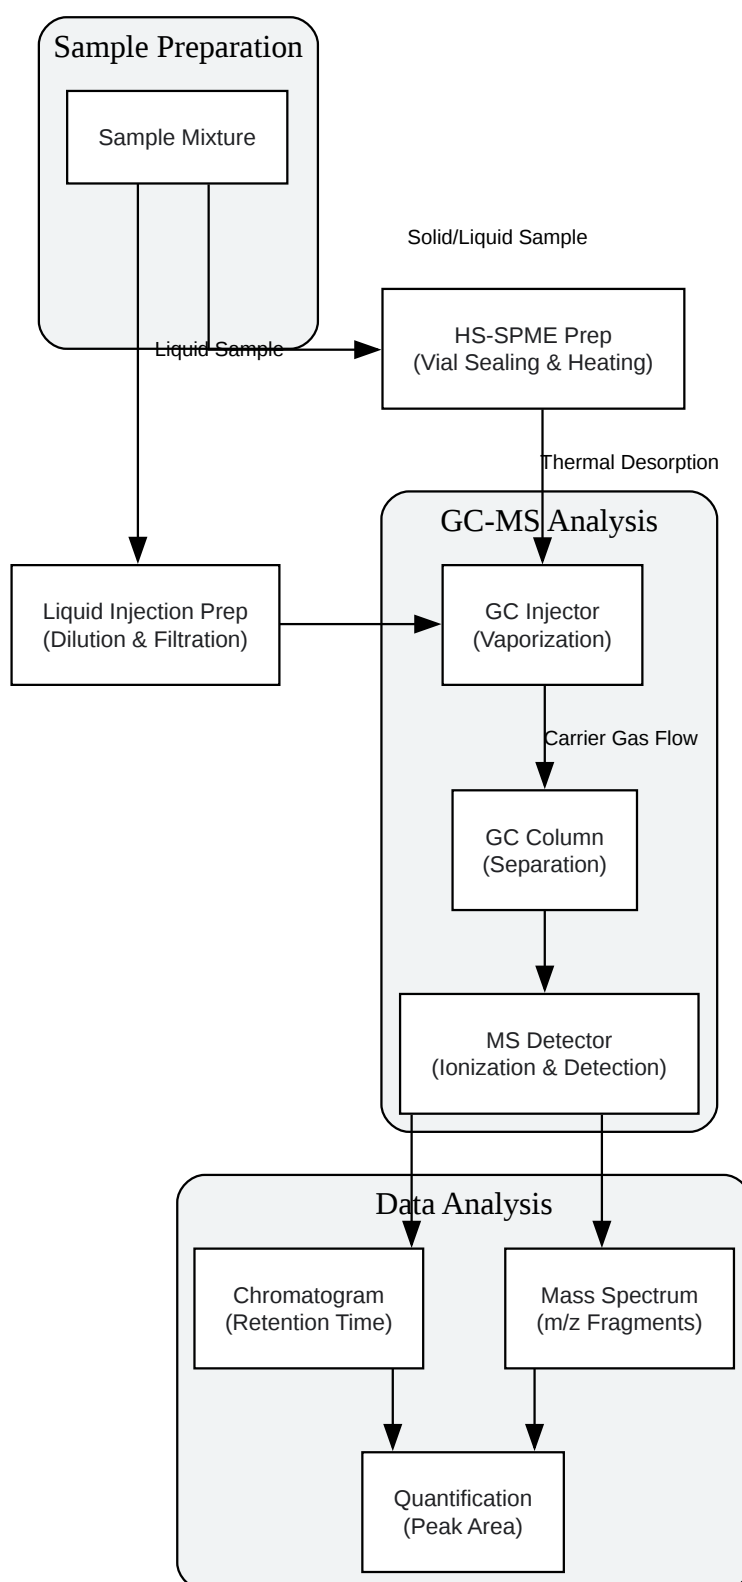 Sample Preparation
Sample Mixture
Solid/Liquid Sample
HS-SPME Prep
(Vial Sealing & Heating)
Liquid Sample
Thermal Desorption
GC-MS Analysis
Liquid Injection Prep
(Dilution & Filtration)
GC Injector
(Vaporization)
Carrier Gas Flow
GC Column
(Separation)
MS Detector
(Ionization & Detection)
Data Analysis
Chromatogram
(Retention Time)
Mass Spectrum
(m/z Fragments)
Quantification
(Peak Area)